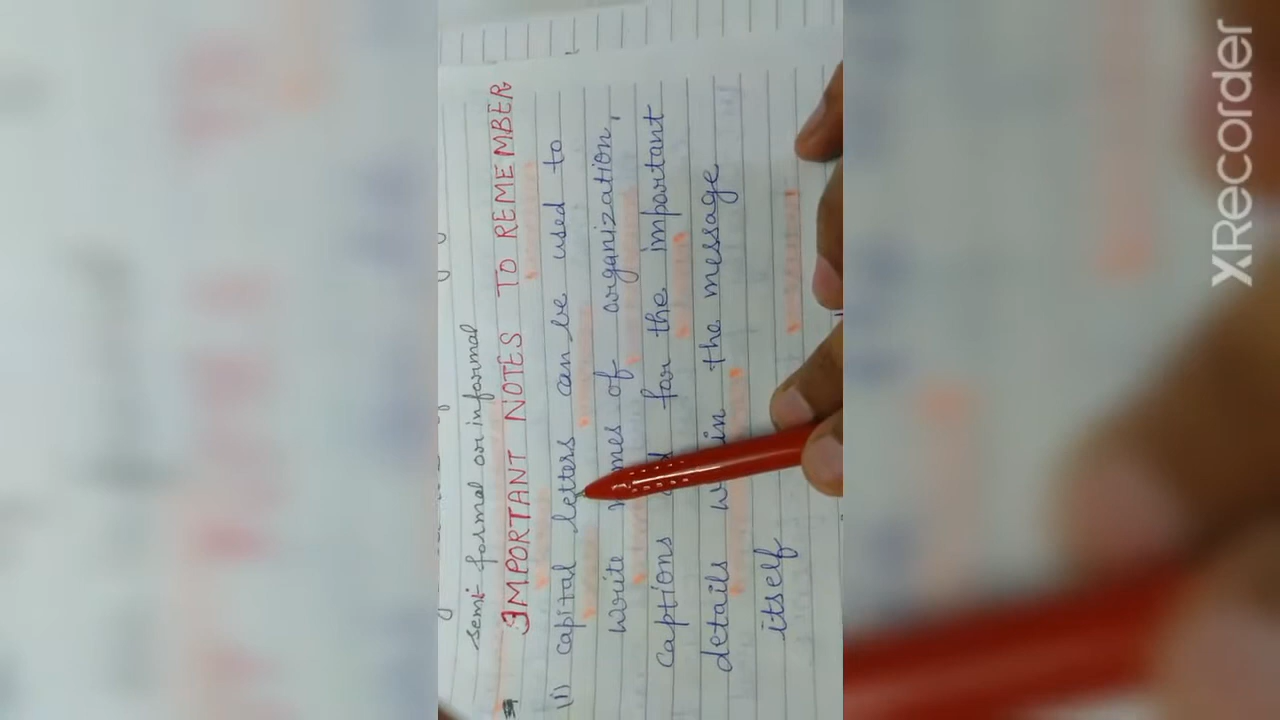 semi formal or informal
IMPORTANT NOTES TO REMEMBER
(i) capital letters can be used to
write of organization,
captions for the important
details in the message
itself
XRecorder